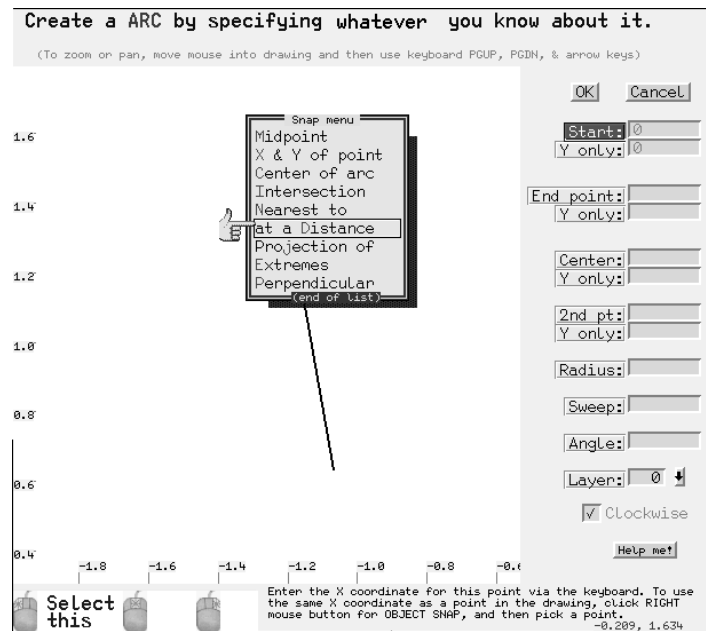 Create a ARC by specifying whatever you know about it.
(To zoom or pan, move mouse into drawing and then use keyboard PGUP, PGDN, & arrow keys)
OK Cancel
Snap menu
Midpoint
X & Y of point
Center of arc
Intersection
Nearest to
at a Distance
Projection of
Extremes
Perpendicular
(end of list)
Start: 0
Y only: 0
End point:
Y only:
Center:
Y only:
2nd pt:
Y only:
Radius:
Sweep:
Angle:
Layer: 0
Clockwise
Help me!
1.6
1.4
1.2
1.0
0.8
0.6
0.4
-1.8 -1.6 -1.4 -1.2 -1.0 -0.8 -0.6
Select
this
Enter the X coordinate for this point via the keyboard. To use
the same X coordinate as a point in the drawing, click RIGHT
mouse button for OBJECT SNAP, and then pick a point.
-0.209, 1.634